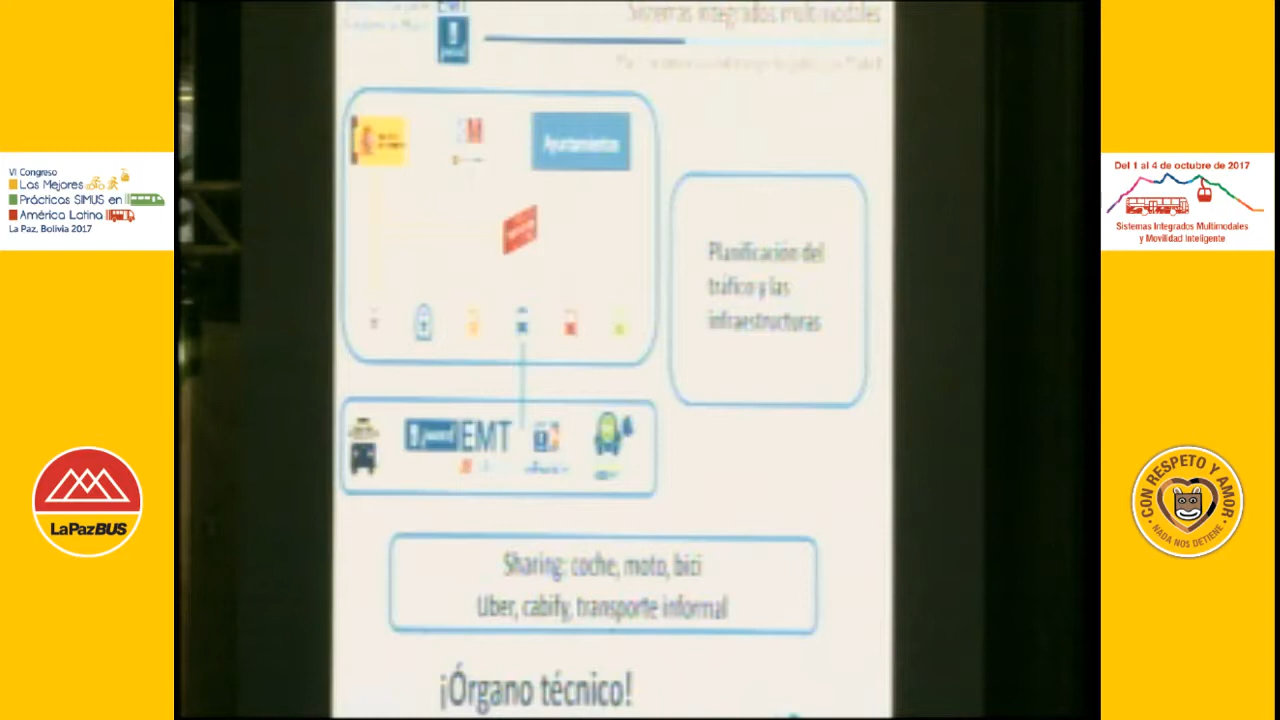 VI Congreso
Las Mejores
Prácticas SIMUS en
América Latina
La Paz, Bolivia 2017
LaPazBUS
EMT
Sistemas integrados multimodales
Ayuntamientos
Planificación del
tráfico y las
infraestructuras
EMT
Sharing: coche, moto, bici
Uber, cabify, transporte informal
¡Órgano técnico!
Del 1 al 4 de octubre de 2017
Sistemas Integrados Multimodales
y Movilidad Inteligente
CON RESPETO Y AMOR
• NADA NOS DETIENE •